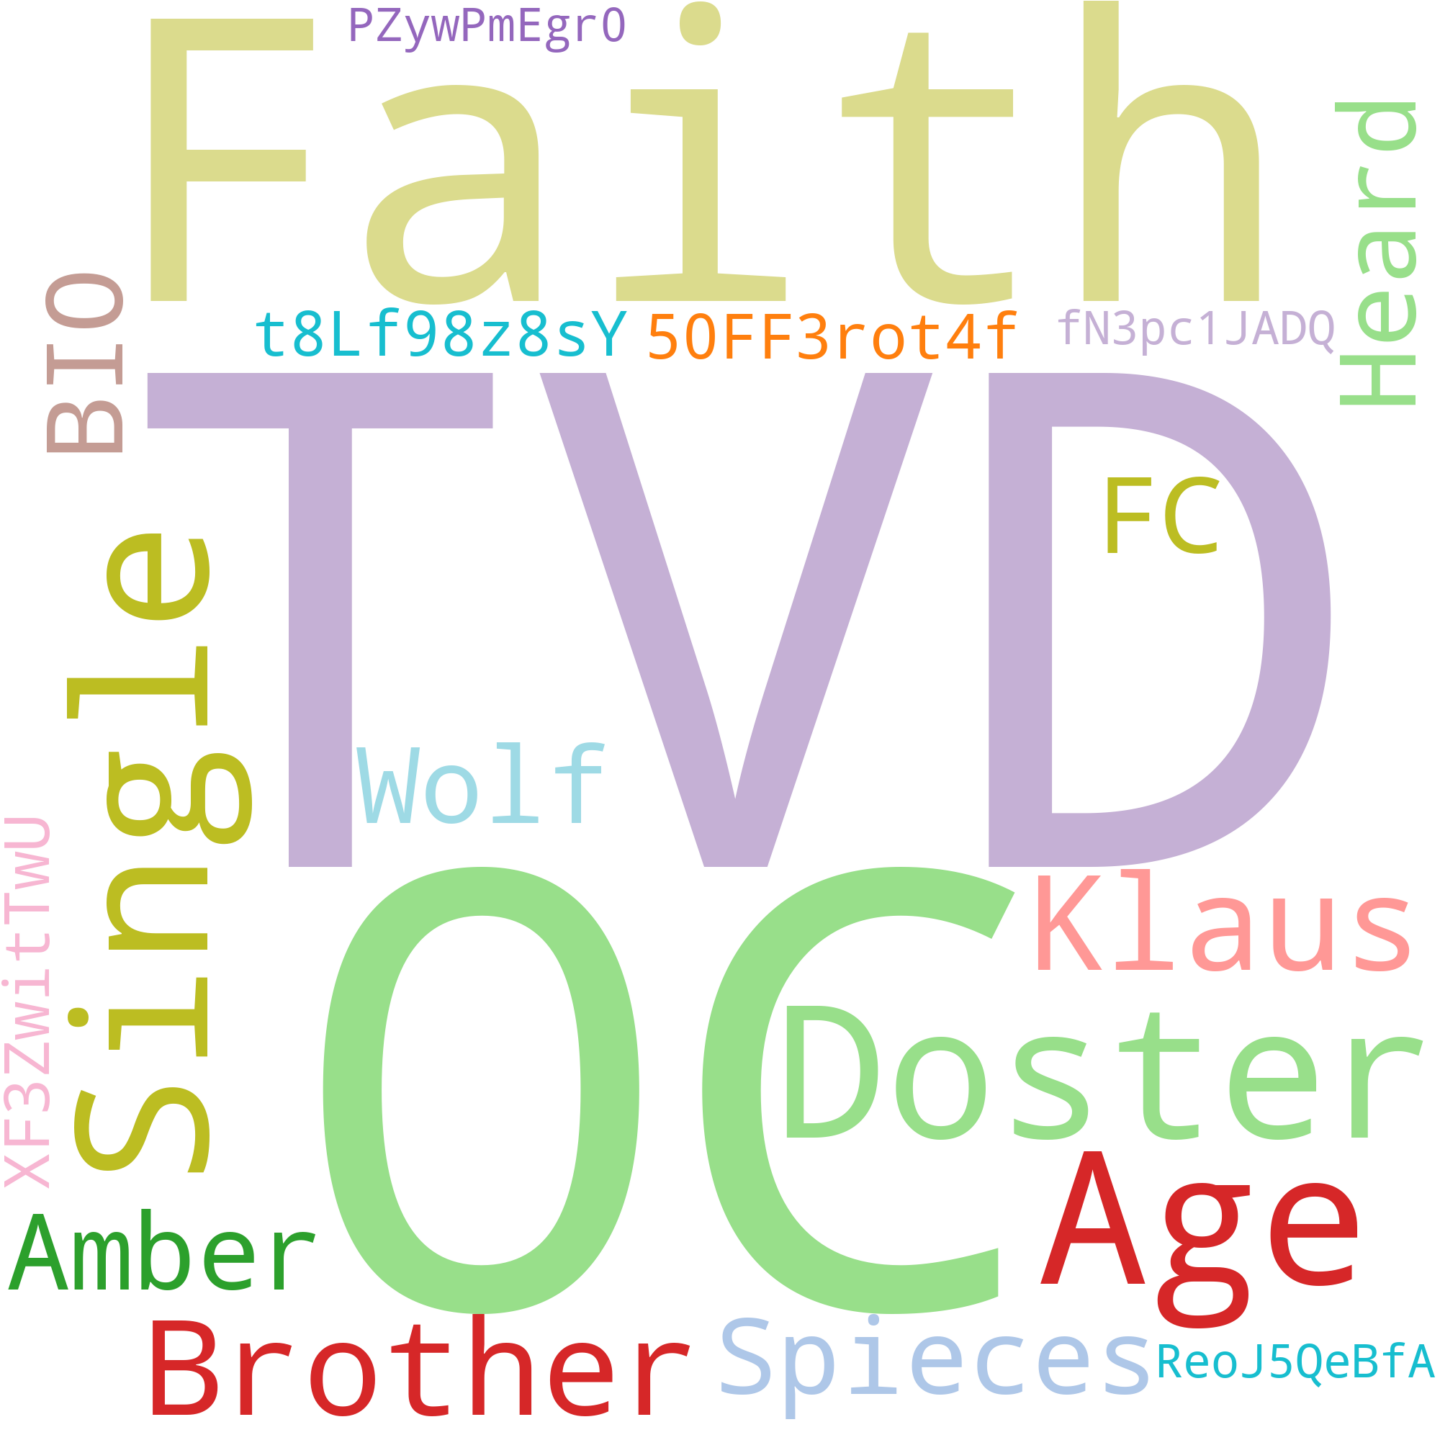 PZywPmEgrO
Faith
Heard
BIO
t8Lf98z8sY
50FF3rot4f
fN3pc1JADQ
TVD
FC
Single
Wolf
XF3ZwitTwU
OC
Klaus
Doster
Age
Amber
Brother
Spieces
ReoJ5QeBfA